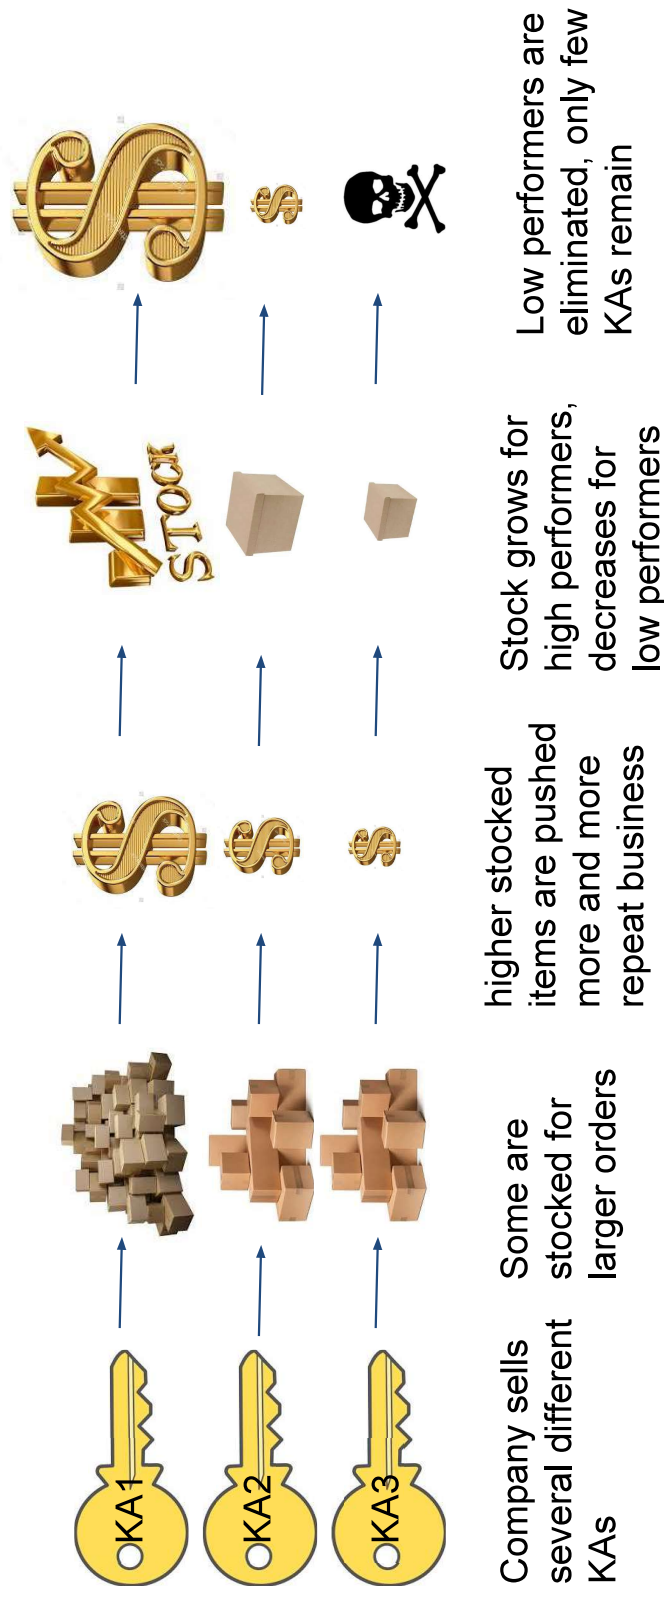 KA1
KA2
KA3
STOCK
Company sells
several different
KAs
Some are
stocked for
larger orders
higher stocked
items are pushed
more and more
repeat business
Stock grows for
high performers,
decreases for
low performers
Low performers are
eliminated, only few
KAs remain